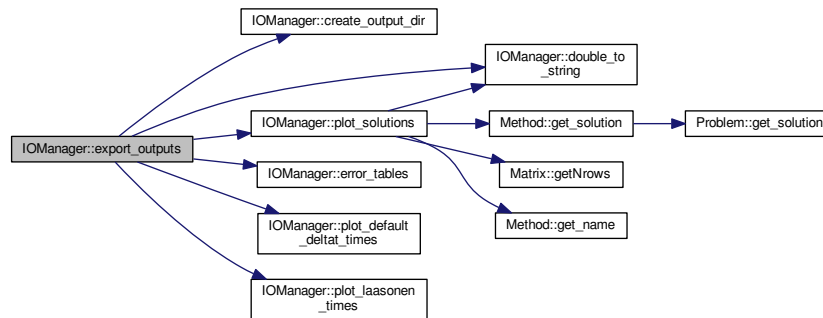 IOManager::create_output_dir
IOManager::double_to
_string
IOManager::plot_solutions
Method::get_solution
Problem::get_solution
IOManager::export_outputs
IOManager::error_tables
Matrix::getNrows
IOManager::plot_default
_deltat_times
Method::get_name
IOManager::plot_laasonen
_times